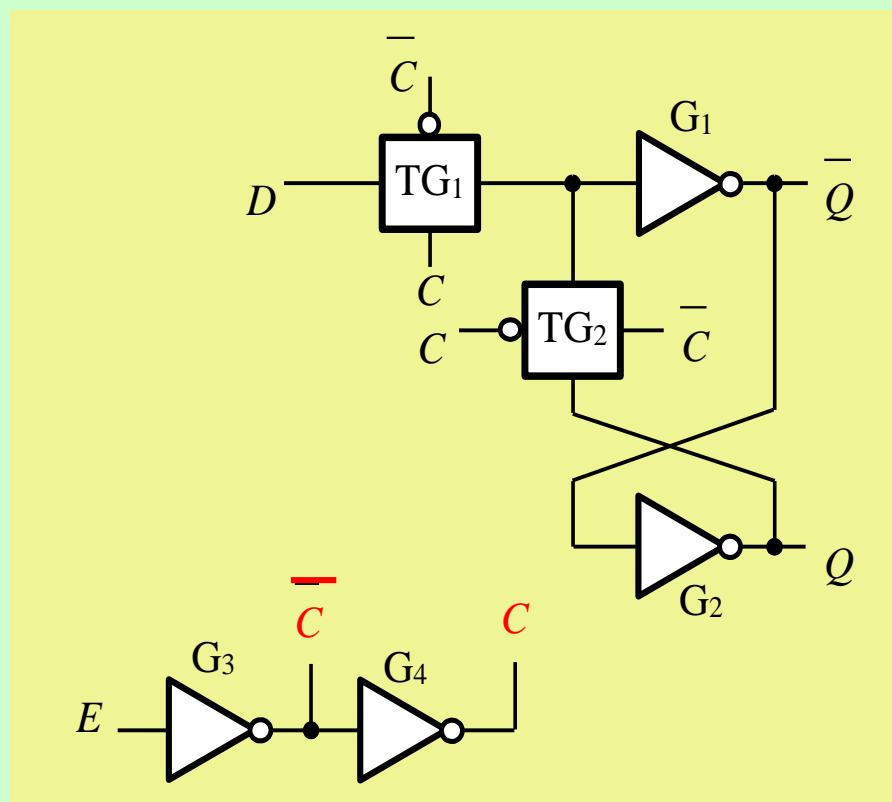 C̅
G₁
D TG₁ Q̅
C
C TG₂ C̅
G₂ Q
C̅ C
G₃ G₄
E